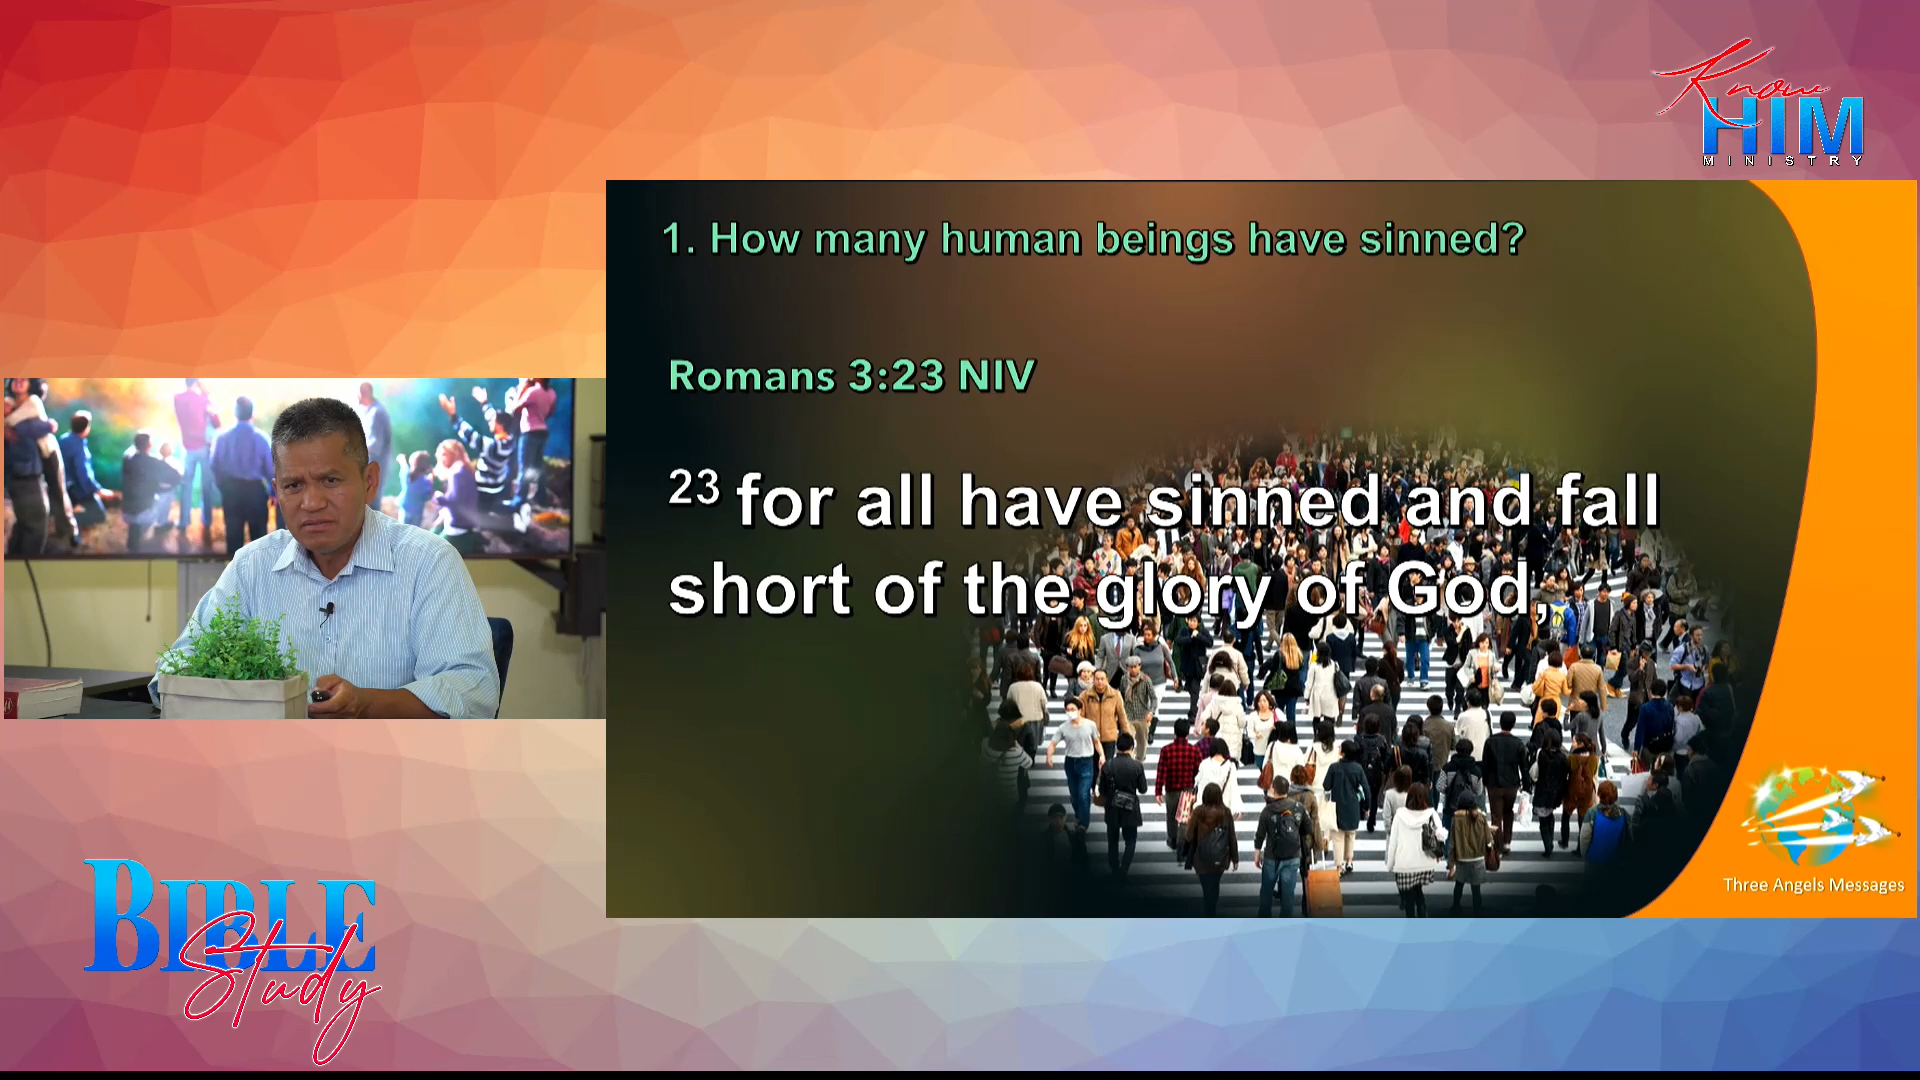 Know
HIM
MINISTRY
1. How many human beings have sinned?
Romans 3:23 NIV
23 for all have sinned and fall
short of the glory of God,
Three Angels Messages
BIBLE
Study